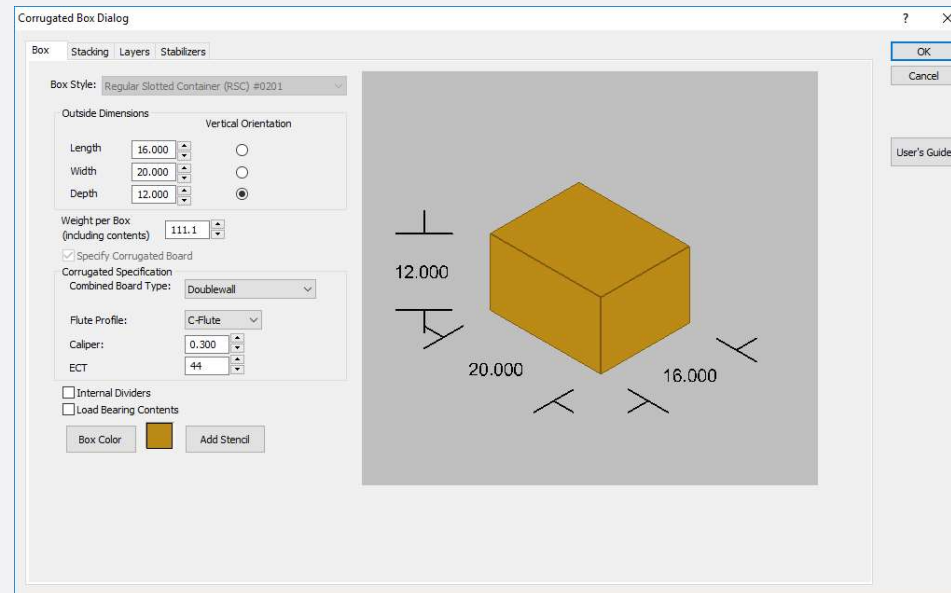 Corrugated Box Dialog
?
OK
Cancel
User's Guide
Box Stacking Layers Stabilizers
Box Style: Regular Slotted Container (RSC) #0201
Outside Dimensions
Vertical Orientation
Length 16.000
Width 20.000
Depth 12.000
Weight per Box
(including contents) 111.1
Specify Corrugated Board
Corrugated Specification
Combined Board Type: Doublewall
Flute Profile: C-Flute
Caliper: 0.300
ECT 44
Internal Dividers
Load Bearing Contents
Box Color Add Stencil
12.000
20.000
16.000